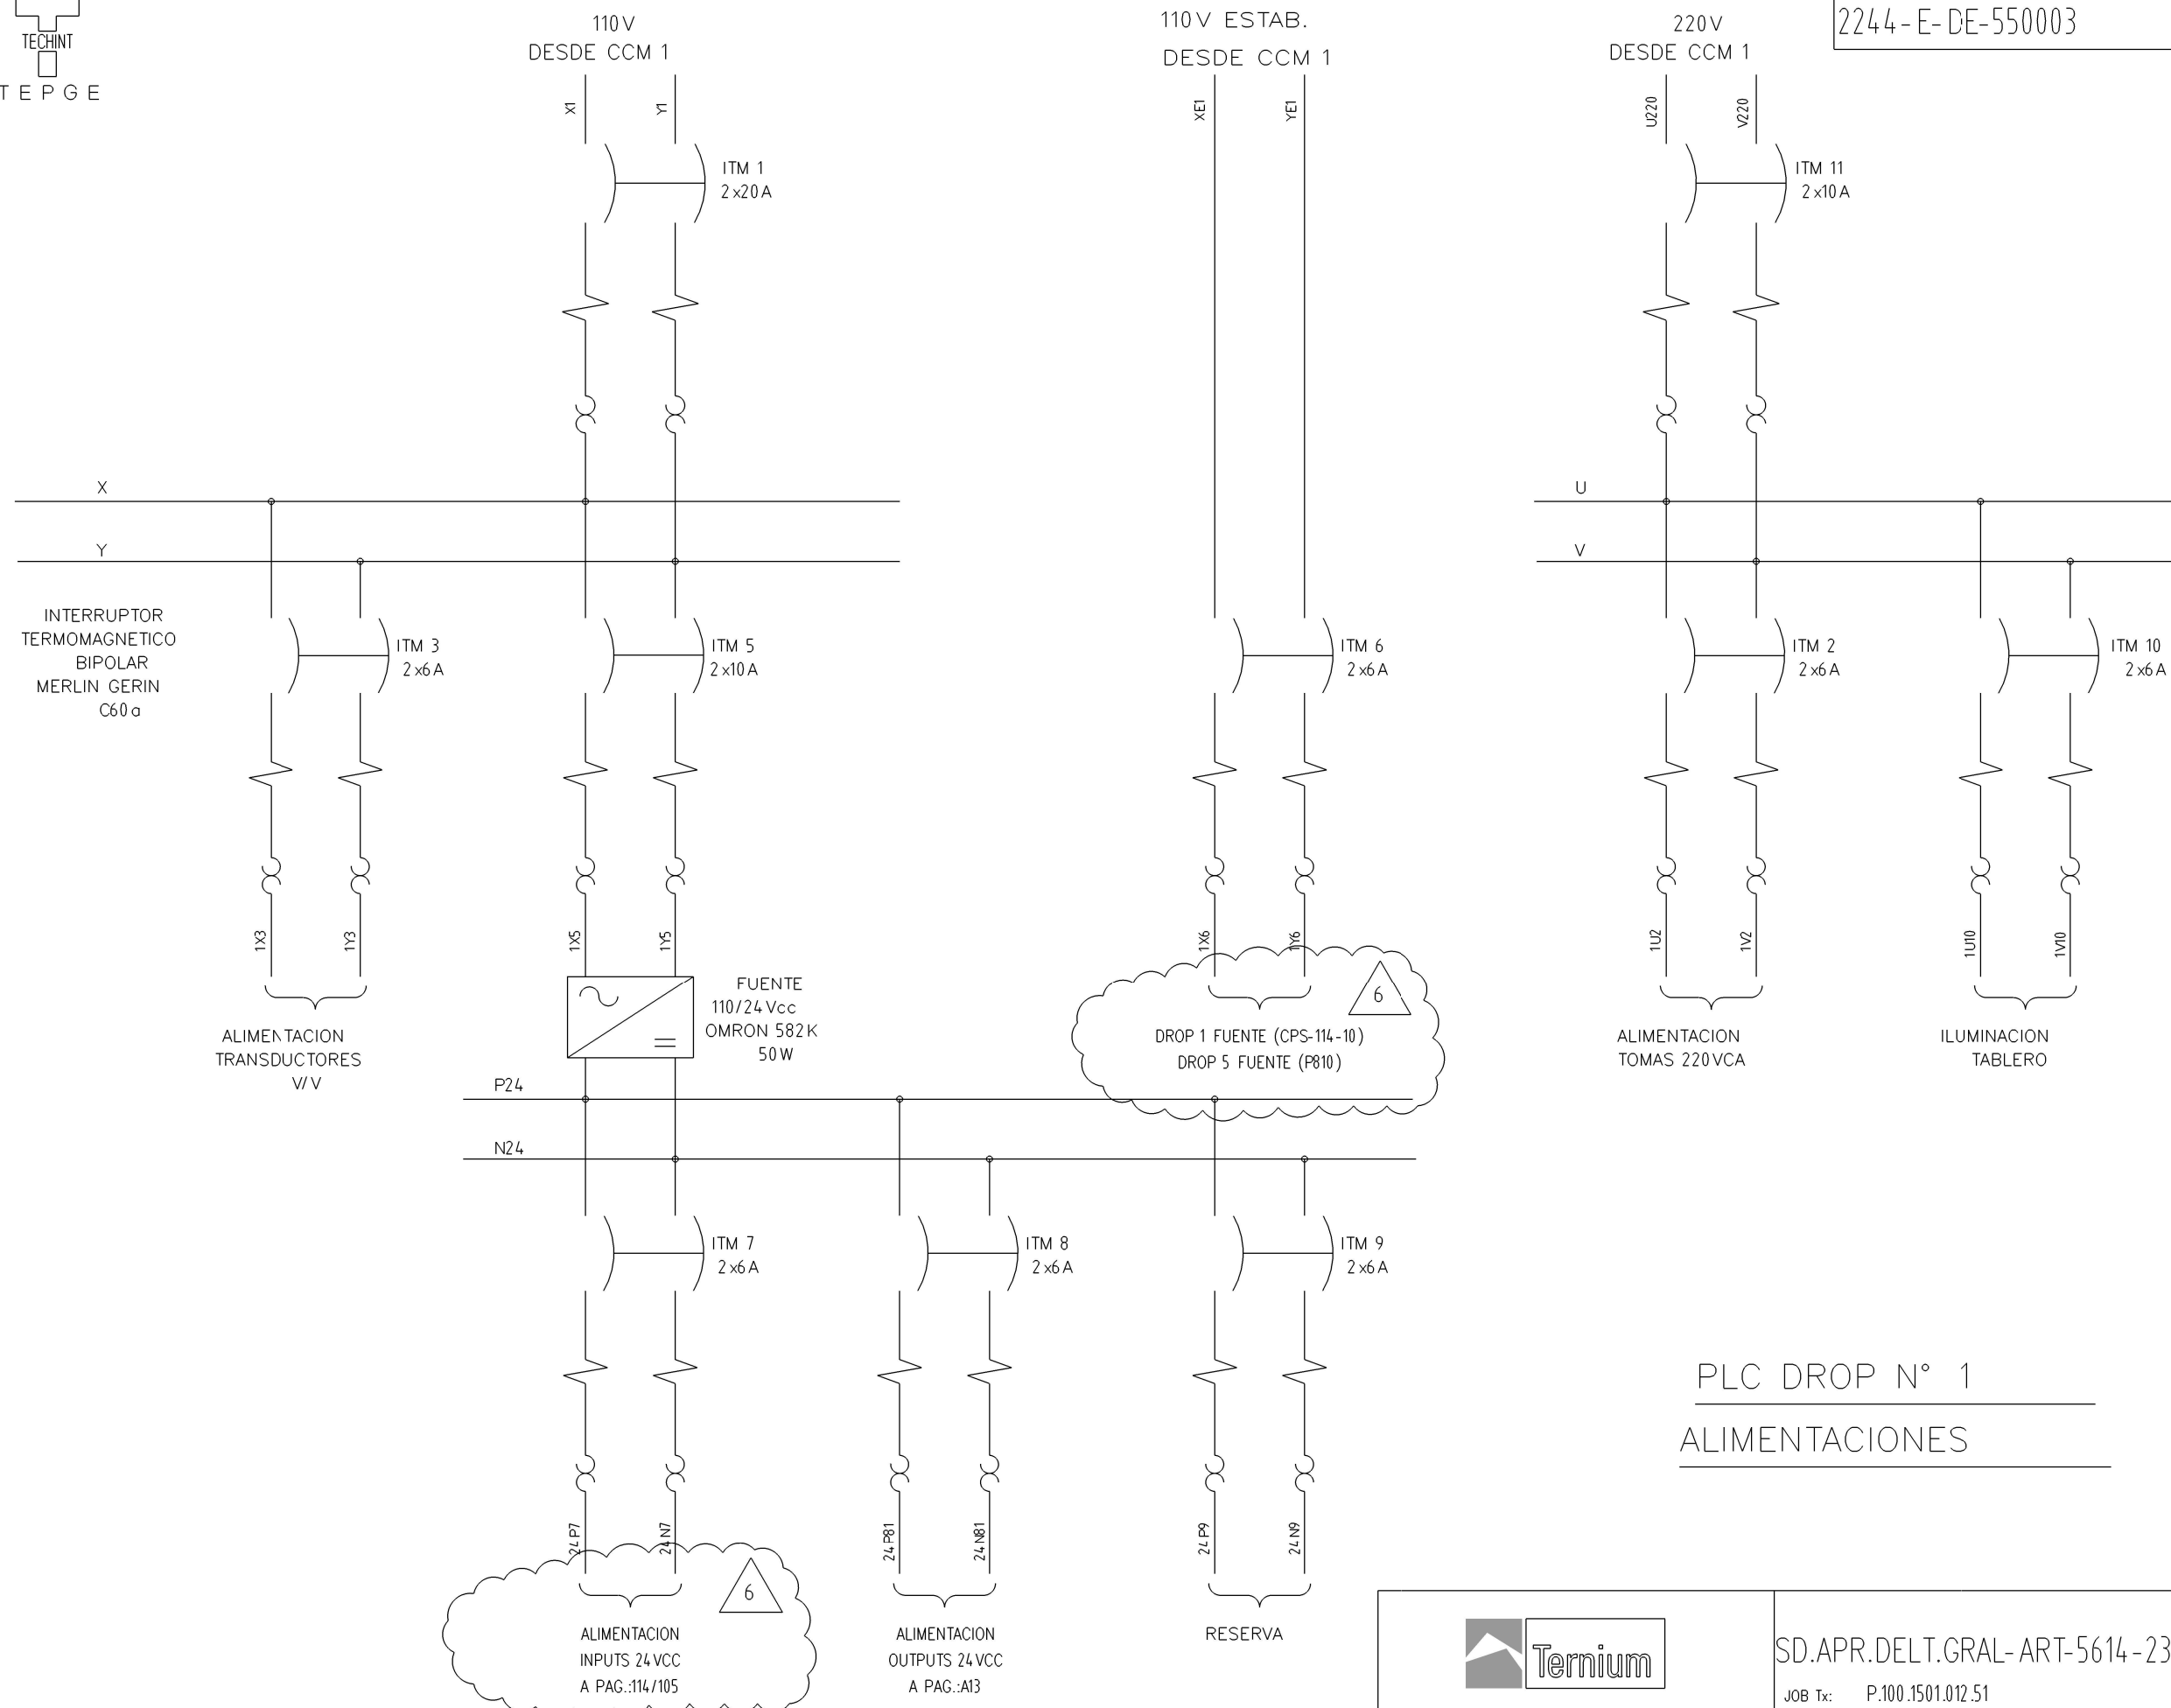 TECHINT
T E P G E
110V
DESDE CCM 1
110V ESTAB.
DESDE CCM 1
220V
DESDE CCM 1
2244-E-DE-550003
X1
Y1
XE1
YE1
U220
V220
ITM 1
2x20A
ITM 11
2x10A
X
Y
U
V
INTERRUPTOR
TERMOMAGNETICO
BIPOLAR
MERLIN GERIN
C60a
ITM 3
2x6A
ITM 5
2x10A
ITM 6
2x6A
ITM 2
2x6A
ITM 10
2x6A
1X3
1Y3
1X5
1Y5
1X6
1Y6
1U2
1V2
1U10
1V10
ALIMENTACION
TRANSDUCTORES
V/V
FUENTE
110/24Vcc
OMRON 582K
50W
6
DROP 1 FUENTE (CPS-114-10)
DROP 5 FUENTE (P810)
ALIMENTACION
TOMAS 220VCA
ILUMINACION
TABLERO
P24
N24
ITM 7
2x6A
ITM 8
2x6A
ITM 9
2x6A
24P7
24N7
24P81
24N81
24P9
24N9
6
ALIMENTACION
INPUTS 24VCC
A PAG.:114/105
ALIMENTACION
OUTPUTS 24VCC
A PAG.:A13
RESERVA
PLC DROP N° 1
ALIMENTACIONES
Ternium
SD.APR.DELT.GRAL-ART-5614-23
JOB Tx: P.100.1501.012.51